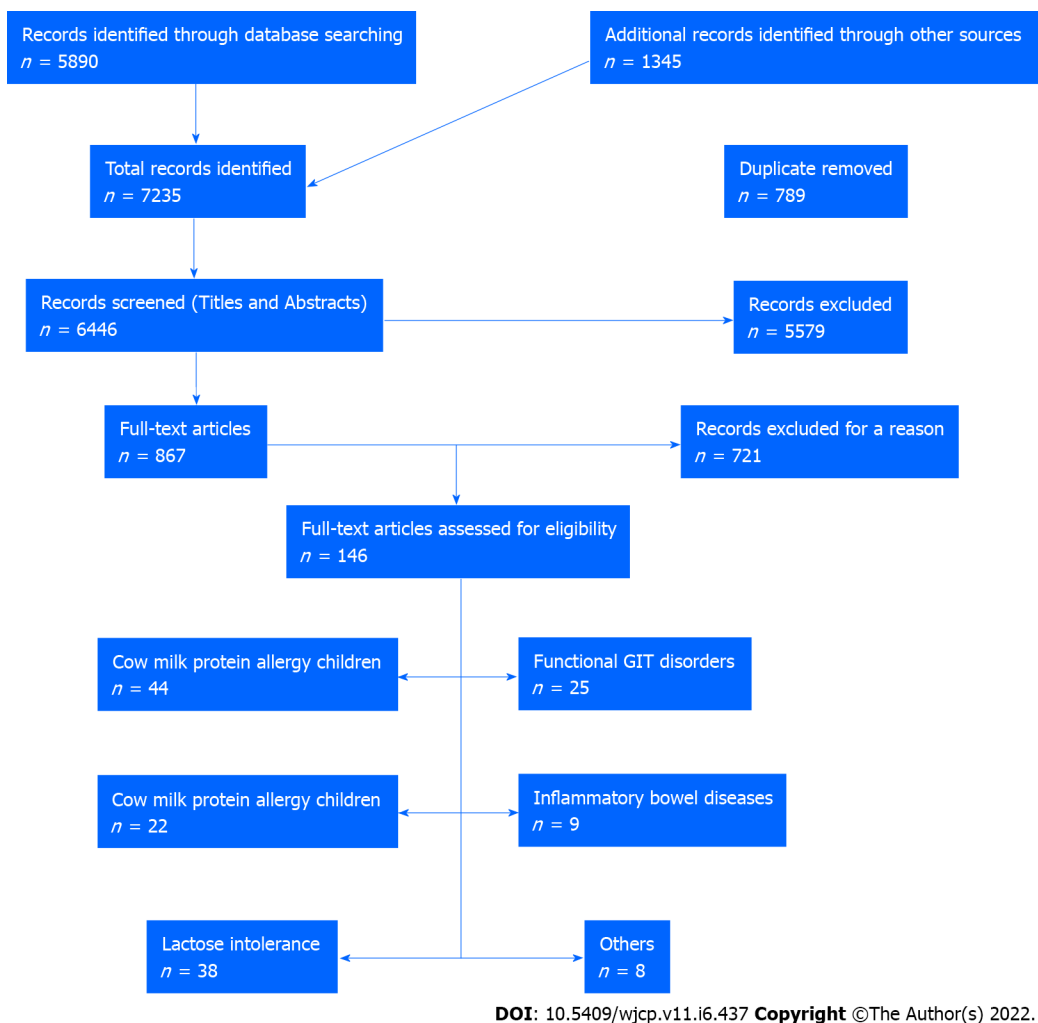 Records identified through database searching
n = 5890
Additional records identified through other sources
n = 1345
Total records identified
n = 7235
Duplicate removed
n = 789
Records screened (Titles and Abstracts)
n = 6446
Records excluded
n = 5579
Full-text articles
n = 867
Records excluded for a reason
n = 721
Full-text articles assessed for eligibility
n = 146
Cow milk protein allergy children
n = 44
Functional GIT disorders
n = 25
Cow milk protein allergy children
n = 22
Inflammatory bowel diseases
n = 9
Lactose intolerance
n = 38
Others
n = 8
DOI: 10.5409/wjcp.v11.i6.437 Copyright ©The Author(s) 2022.